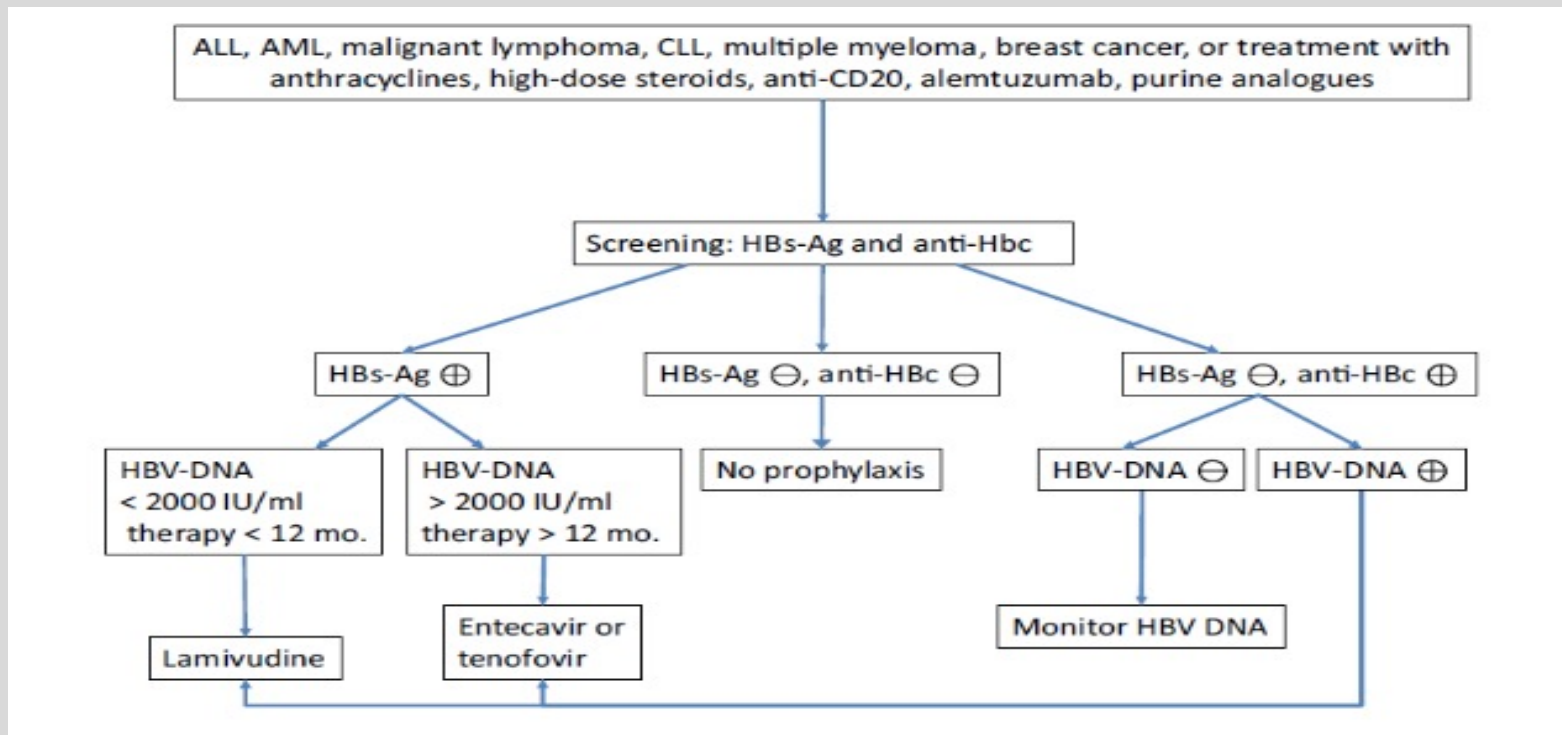 ALL, AML, malignant lymphoma, CLL, multiple myeloma, breast cancer, or treatment with
anthracyclines, high-dose steroids, anti-CD20, alemtuzumab, purine analogues
Screening: HBs-Ag and anti-Hbc
HBs-Ag ⊕
HBs-Ag ⊖, anti-HBc ⊖
HBs-Ag ⊖, anti-HBc ⊕
HBV-DNA
< 2000 IU/ml
therapy < 12 mo.
HBV-DNA
> 2000 IU/ml
therapy > 12 mo.
No prophylaxis
HBV-DNA ⊖
HBV-DNA ⊕
Lamivudine
Entecavir or
tenofovir
Monitor HBV DNA